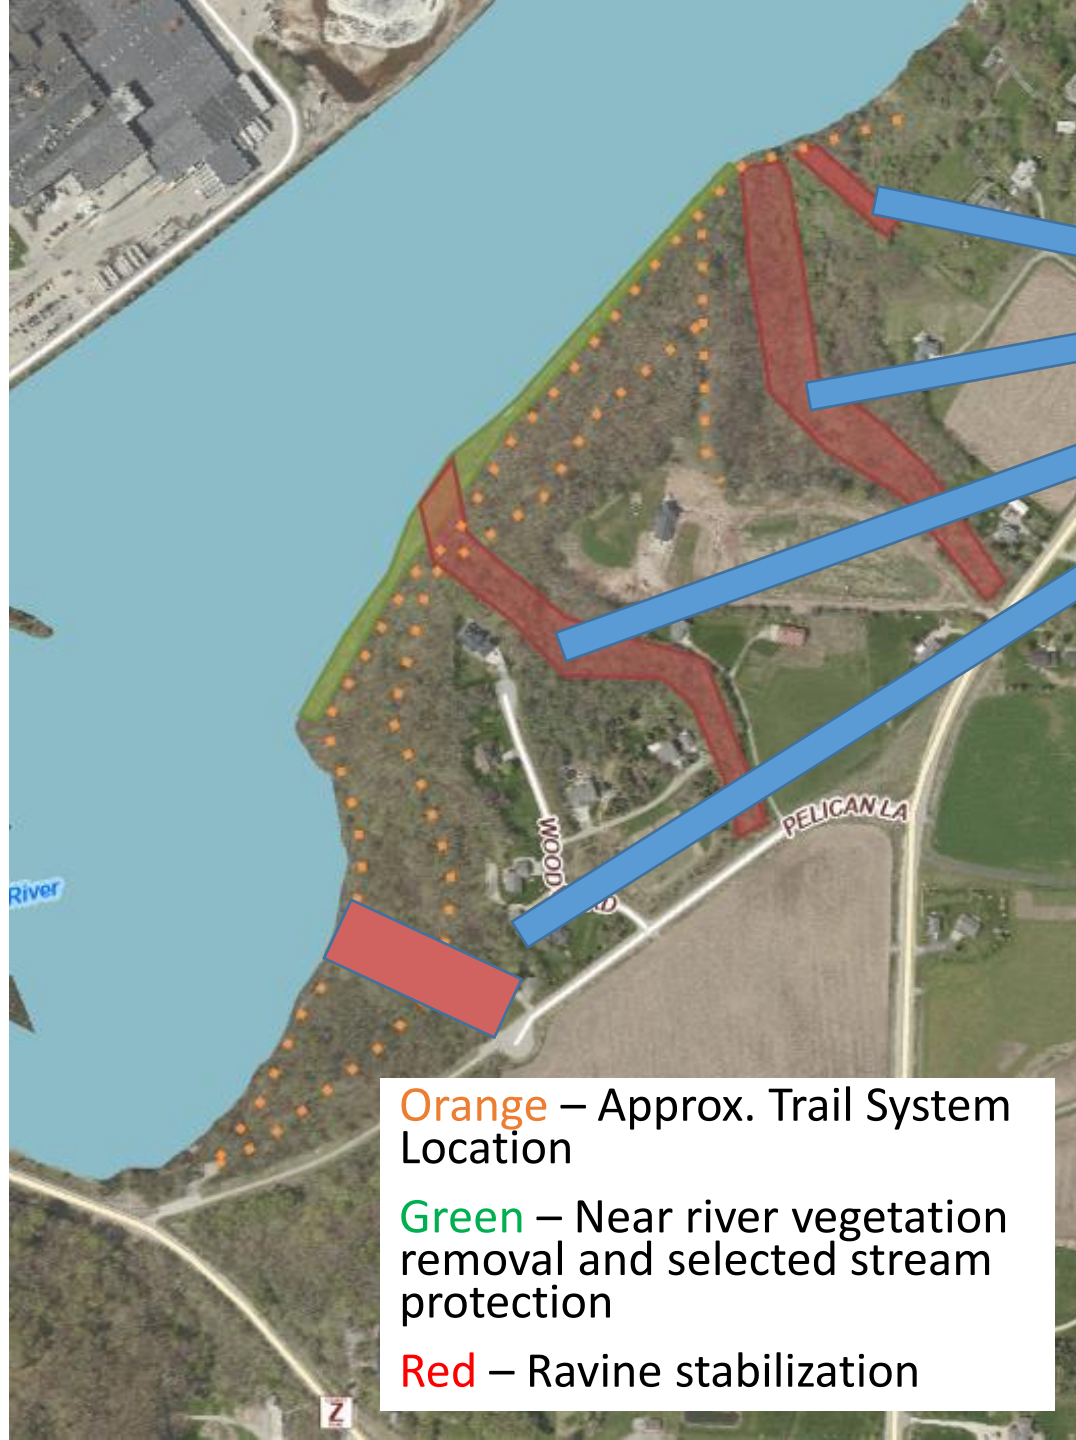 PELICAN LA
WOOD
RD
River
Orange – Approx. Trail System
Location
Green – Near river vegetation
removal and selected stream
protection
Red – Ravine stabilization
Z